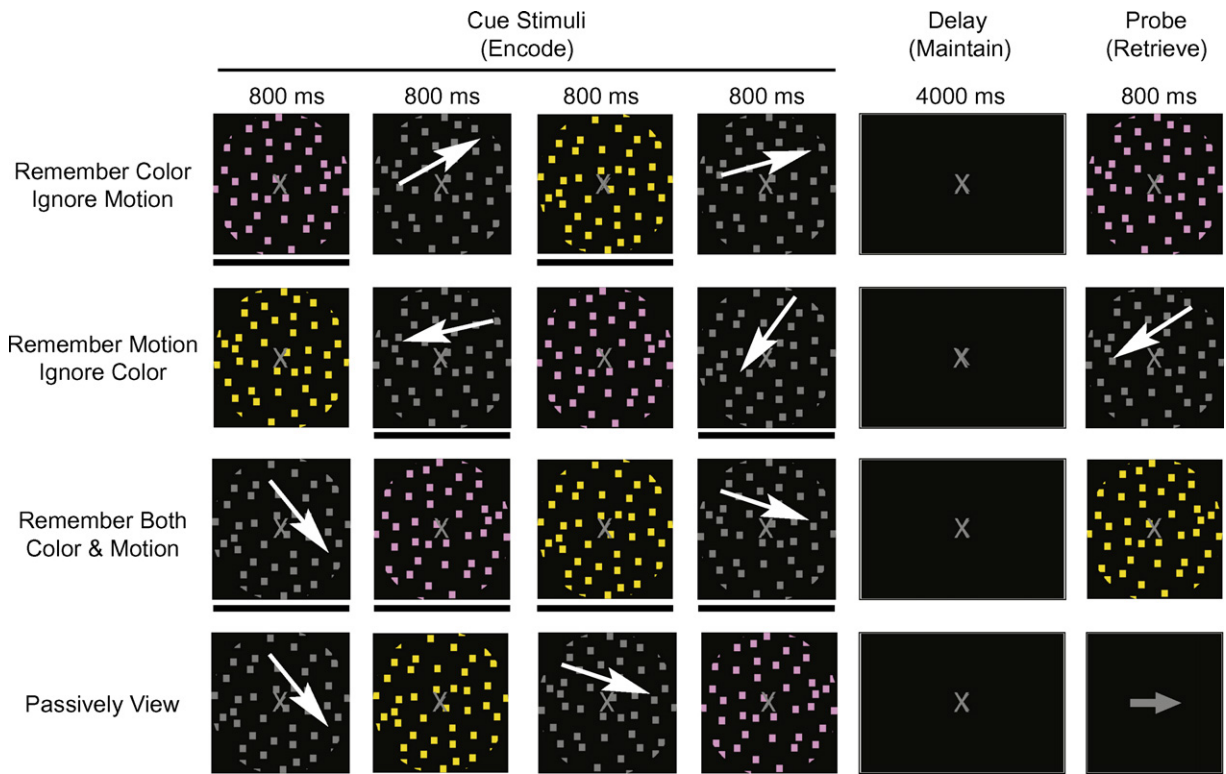 Cue Stimuli
(Encode)
Delay
(Maintain)
Probe
(Retrieve)
800 ms
800 ms
800 ms
800 ms
4000 ms
800 ms
Remember Color
Ignore Motion
X
X
X
X
X
X
Remember Motion
Ignore Color
X
X
X
X
X
X
Remember Both
Color & Motion
X
X
X
X
X
X
Passively View
X
X
X
X
X